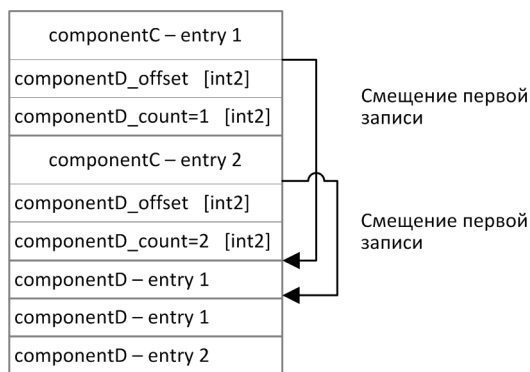 componentC – entry 1
componentD_offset [int2]
componentD_count=1 [int2]
componentC – entry 2
componentD_offset [int2]
componentD_count=2 [int2]
componentD – entry 1
componentD – entry 1
componentD – entry 2
Смещение первой
записи
Смещение первой
записи